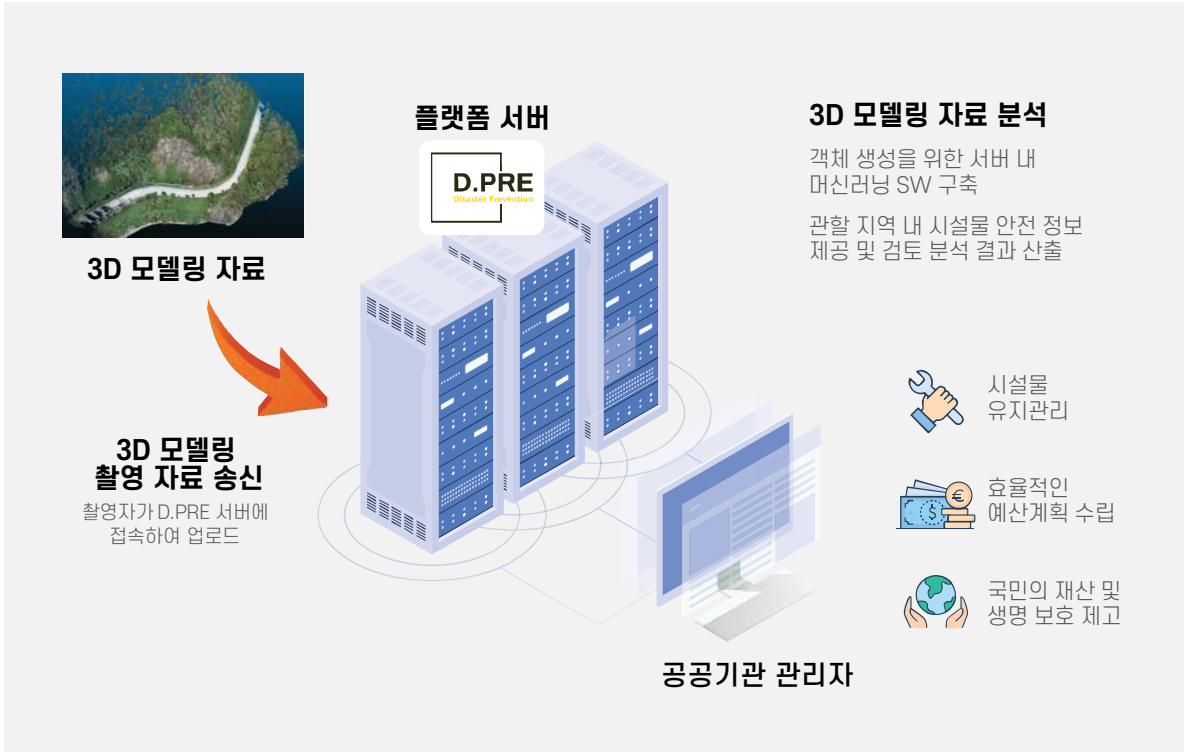 3D 모델링 자료
3D 모델링
촬영 자료 송신
촬영자가 D.PRE 서버에
접속하여 업로드
플랫폼 서버
D.PRE
Disaster Prevention
3D 모델링 자료 분석
객체 생성을 위한 서버 내
머신러닝 SW 구축
관할 지역 내 시설물 안전 정보
제공 및 검토 분석 결과 산출
시설물
유지관리
효율적인
예산계획 수립
국민의 재산 및
생명 보호 제고
공공기관 관리자